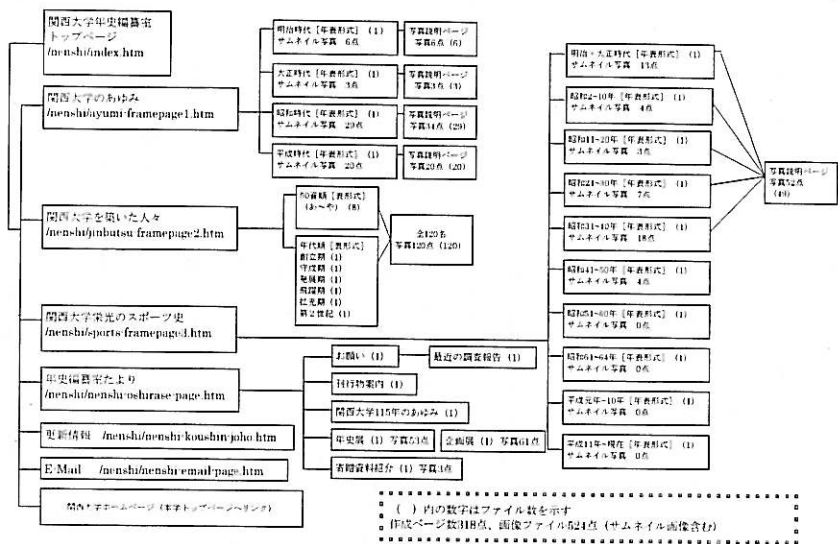 関西大学年史編纂室
トップページ
/nenshi/index.htm
関西大学のあゆみ
/nenshi/ayumi-framepage1.htm
明治時代［年表形式］（1）
サムネイル写真 6点
写真説明ページ
写真6点（6）
大正時代［年表形式］（1）
サムネイル写真 3点
写真説明ページ
写真3点（3）
昭和時代［年表形式］（1）
サムネイル写真 29点
写真説明ページ
写真34点（29）
平成時代［年表形式］（1）
サムネイル写真 20点
写真説明ページ
写真20点（20）
関西大学を築いた人々
/nenshi/jinbutsu-framepage2.htm
50音順［表形式］
（あ～や）（8）
年代順［表形式］
創立期（1）
守成期（1）
発展期（1）
飛躍期（1）
拡充期（1）
第2世紀（1）
全120名
写真120点（120）
関西大学栄光のスポーツ史
/nenshi/sports-framepage3.htm
明治・大正時代［年表形式］（1）
サムネイル写真 13点
昭和2~10年［年表形式］（1）
サムネイル写真 4点
昭和11~20年［年表形式］（1）
サムネイル写真 3点
昭和21~30年［年表形式］（1）
サムネイル写真 7点
昭和31~40年［年表形式］（1）
サムネイル写真 18点
昭和41~50年［年表形式］（1）
サムネイル写真 4点
昭和51~60年［年表形式］（1）
サムネイル写真 0点
昭和61~64年［年表形式］（1）
サムネイル写真 0点
平成元年~10年［年表形式］（1）
サムネイル写真 0点
平成11年~現在［年表形式］（1）
サムネイル写真 0点
写真説明ページ
写真52点
（49）
年史編纂室たより
/nenshi/nenshi-oshirase-page.htm
お願い（1）
最近の調査報告（1）
刊行物案内（1）
関西大学115年のあゆみ（1）
年史展（1）写真53点
企画展（1）写真61点
寄贈資料紹介（1）写真3点
更新情報 /nenshi/nenshi-koushin-joho.htm
E-Mail /nenshi/nenshi-email-page.htm
関西大学ホームページ（本学トップページへリンク）
（ ）内の数字はファイル数を示す
作成ページ数318点、画像ファイル524点（サムネイル画像含む）